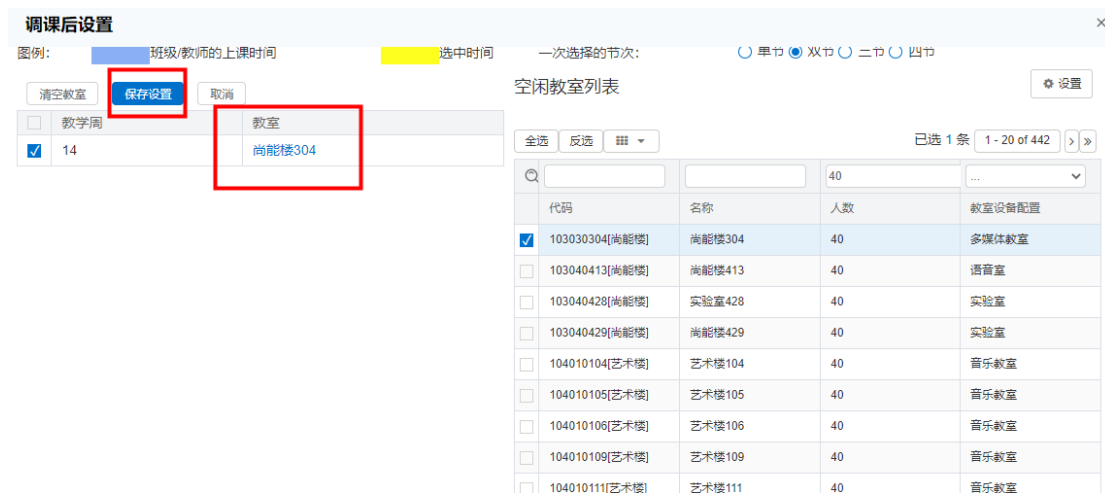 调课后设置
×
图例： 班级/教师的上课时间 选中时间 一次选择的节次： 单节 双节 三节 四节
清空教室 保存设置 取消
教学周 教室
14 尚能楼304
空闲教室列表 设置
全选 反选 已选 1 条 1 - 20 of 442 > »
40 ...
代码 名称 人数 教室设备配置
103030304[尚能楼] 尚能楼304 40 多媒体教室
103040413[尚能楼] 尚能楼413 40 语音室
103040428[尚能楼] 实验室428 40 实验室
103040429[尚能楼] 尚能楼429 40 实验室
104010104[艺术楼] 艺术楼104 40 音乐教室
104010105[艺术楼] 艺术楼105 40 音乐教室
104010106[艺术楼] 艺术楼106 40 音乐教室
104010109[艺术楼] 艺术楼109 40 音乐教室
104010111[艺术楼] 艺术楼111 40 音乐教室